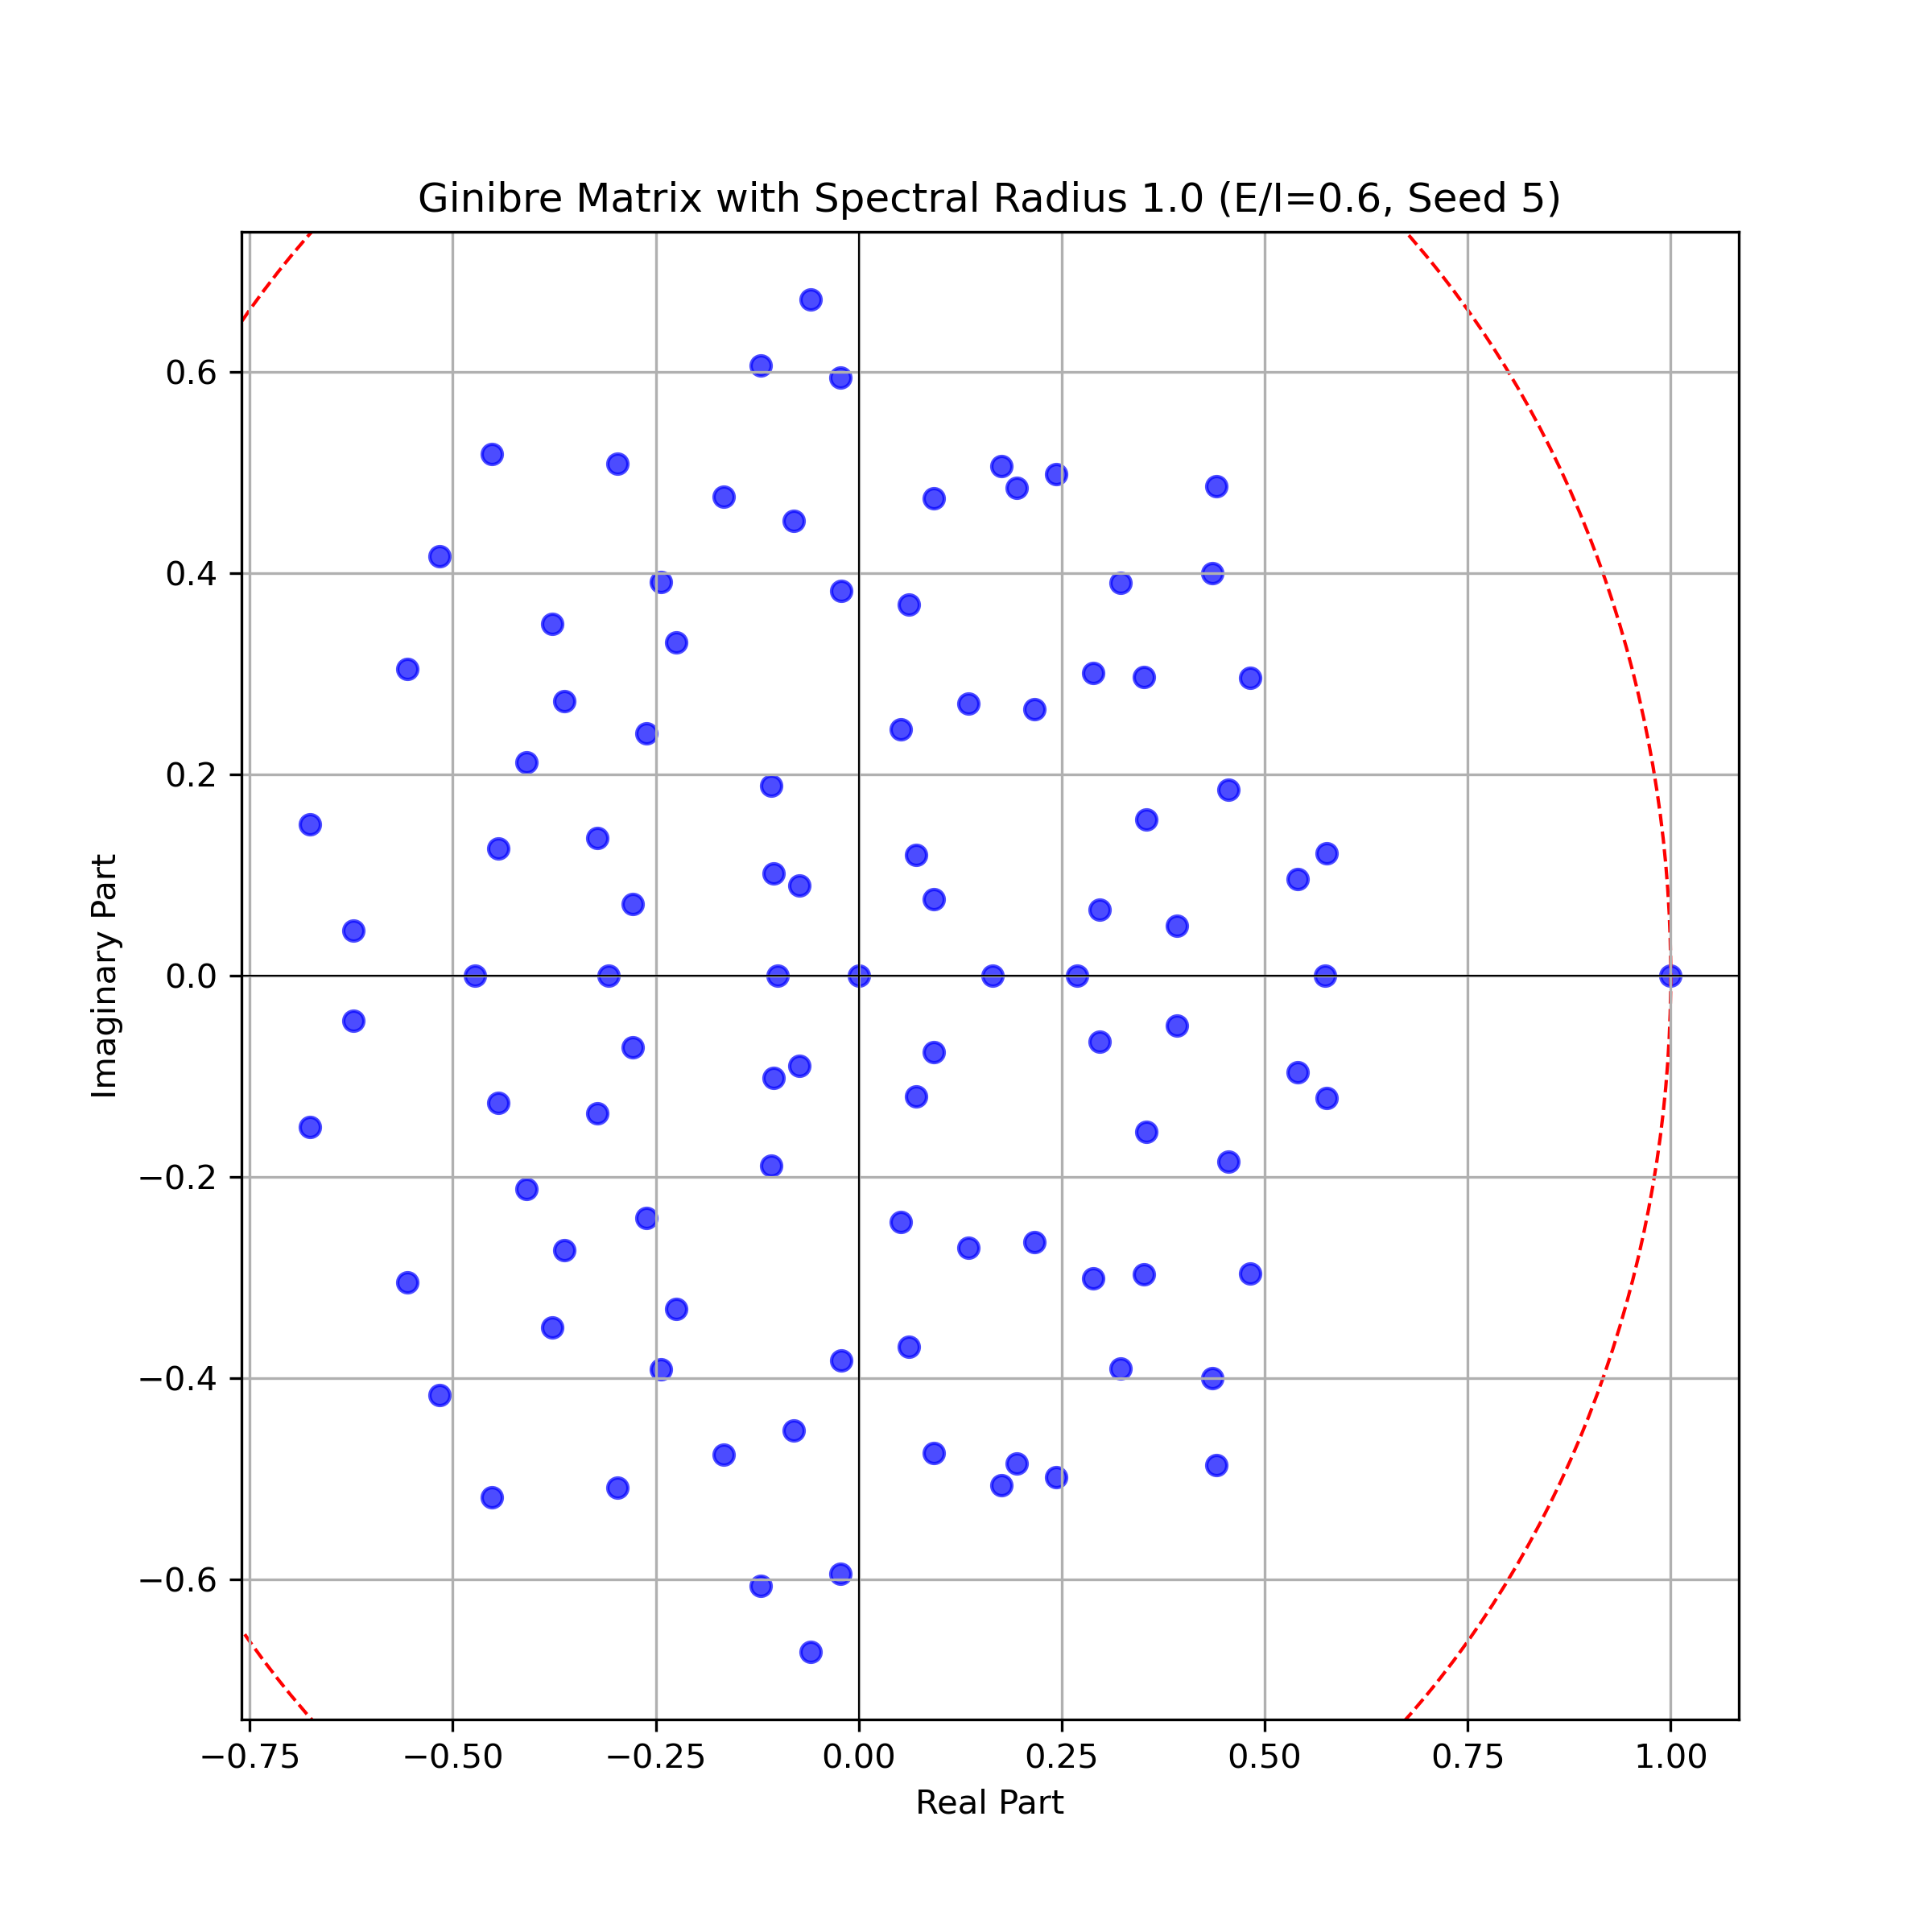 Ginibre Matrix with Spectral Radius 1.0 (E/I=0.6, Seed 5)
Imaginary Part
0.6
0.4
0.2
0.0
−0.2
−0.4
−0.6
−0.75 −0.50 −0.25 0.00 0.25 0.50 0.75 1.00
Real Part